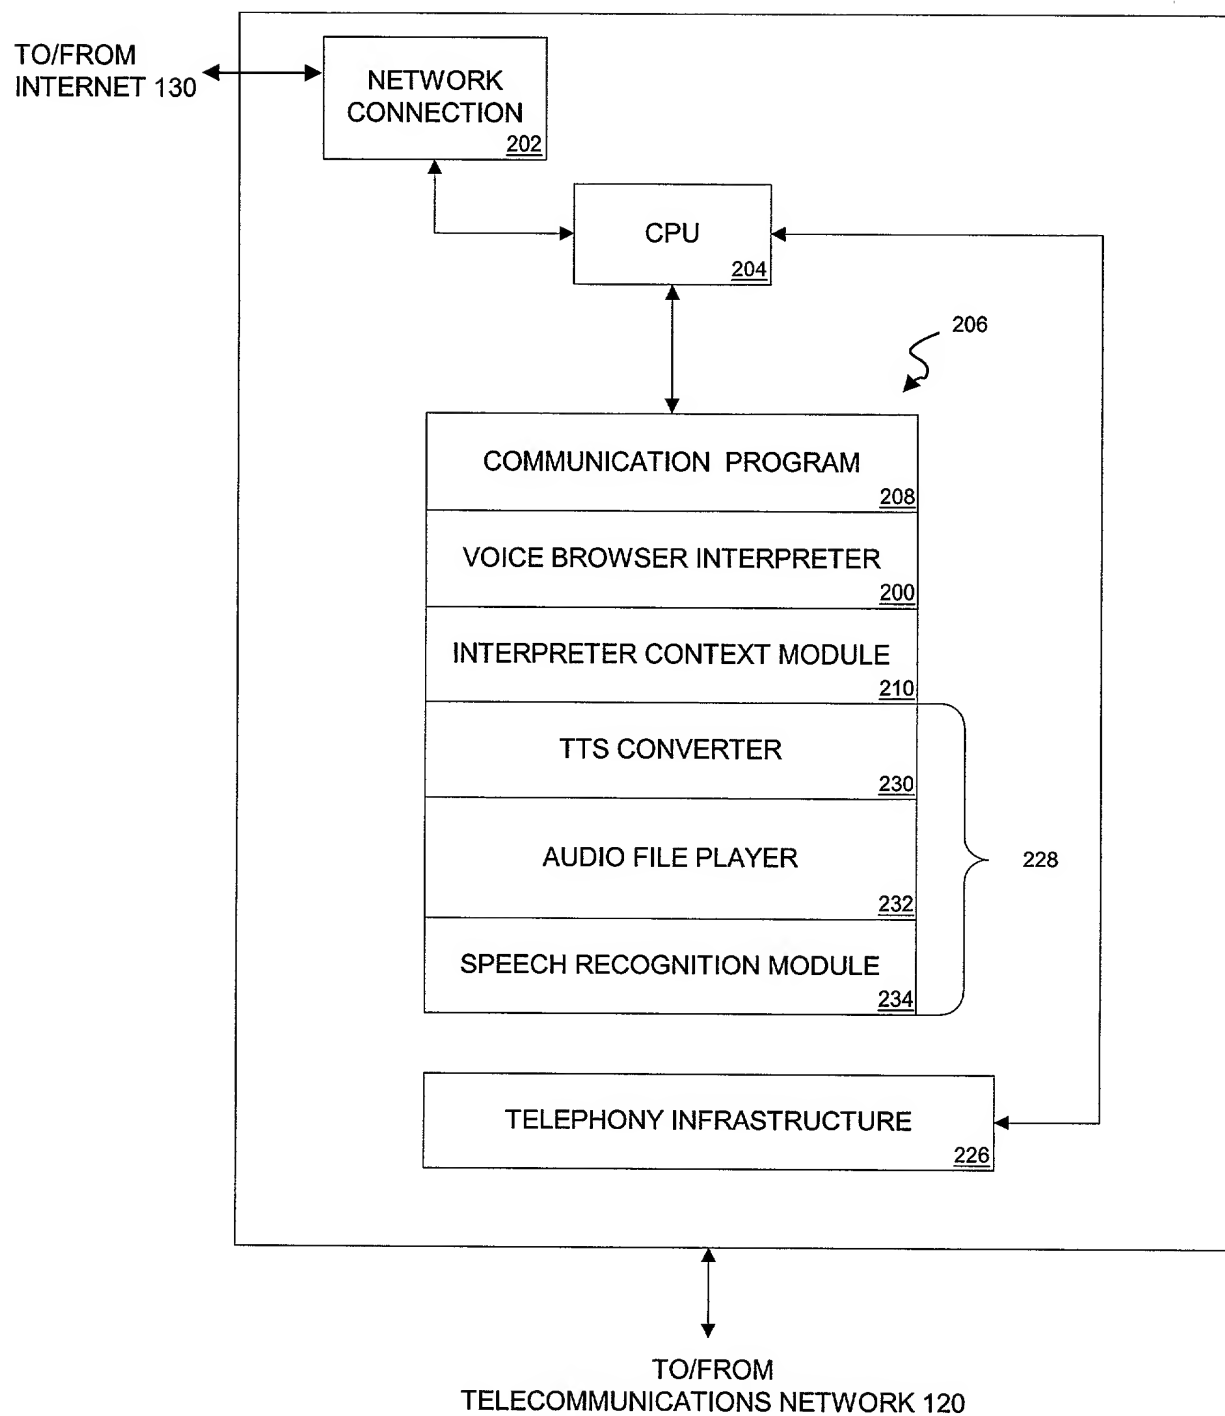 TO/FROM
INTERNET 130
NETWORK
CONNECTION
202
CPU
204
206
COMMUNICATION PROGRAM
208
VOICE BROWSER INTERPRETER
200
INTERPRETER CONTEXT MODULE
210
TTS CONVERTER
230
AUDIO FILE PLAYER
232
228
SPEECH RECOGNITION MODULE
234
TELEPHONY INFRASTRUCTURE
226
TO/FROM
TELECOMMUNICATIONS NETWORK 120